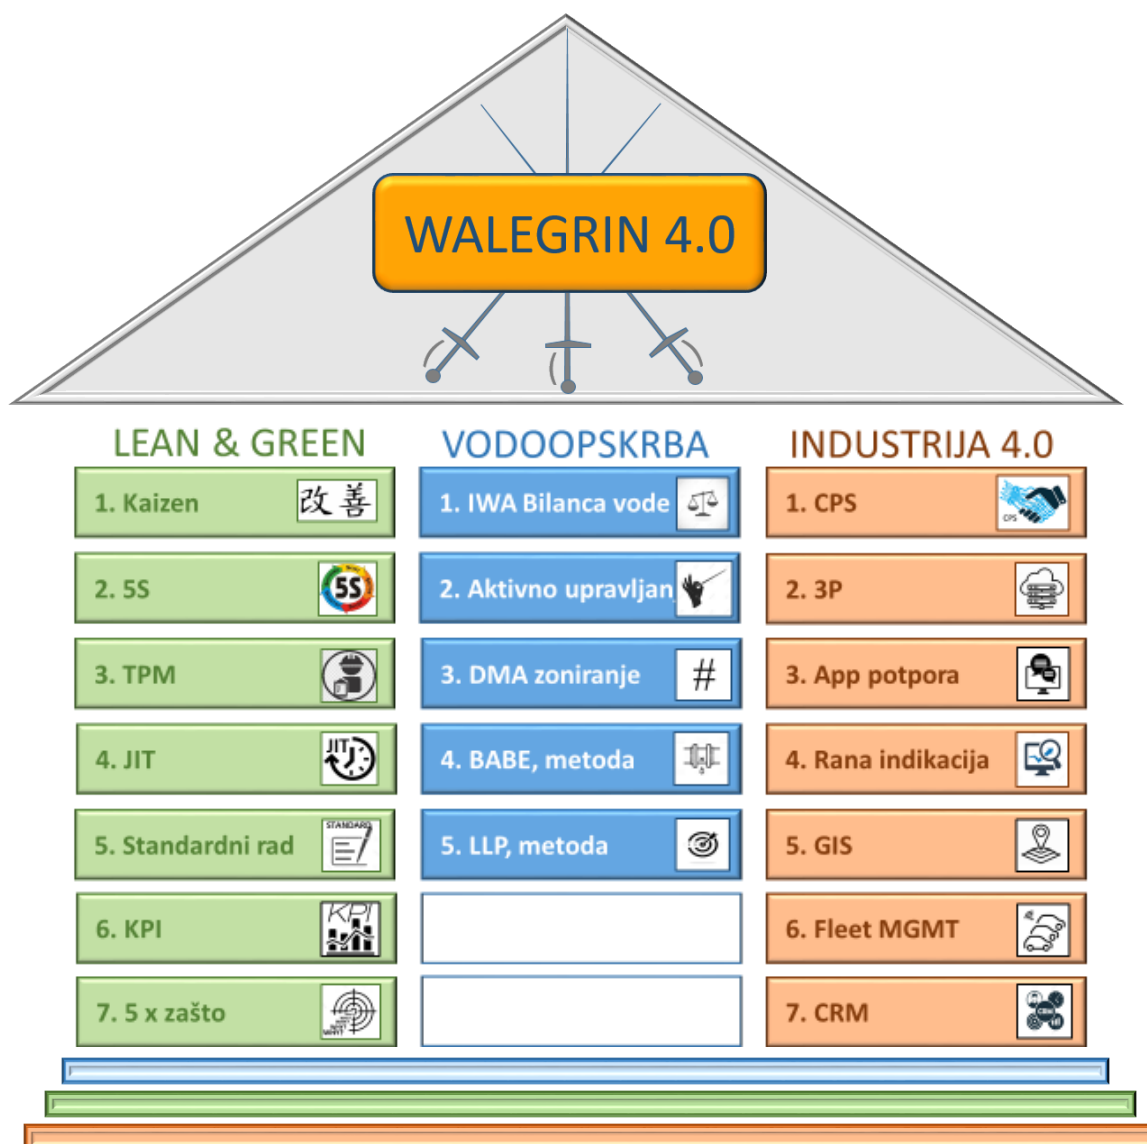 WALEGRIN 4.0
LEAN & GREEN
1. Kaizen
改善
2. 5S
5S
3. TPM
4. JIT
JIT
5. Standardni rad
STANDARD
6. KPI
KPI
7. 5 x zašto
VODOOPSKRBA
1. IWA Bilanca vode
2. Aktivno upravljan
3. DMA zoniranje
#
4. BABE, metoda
5. LLP, metoda
INDUSTRIJA 4.0
1. CPS
CPS
2. 3P
3. App potpora
4. Rana indikacija
5. GIS
6. Fleet MGMT
7. CRM
CRM